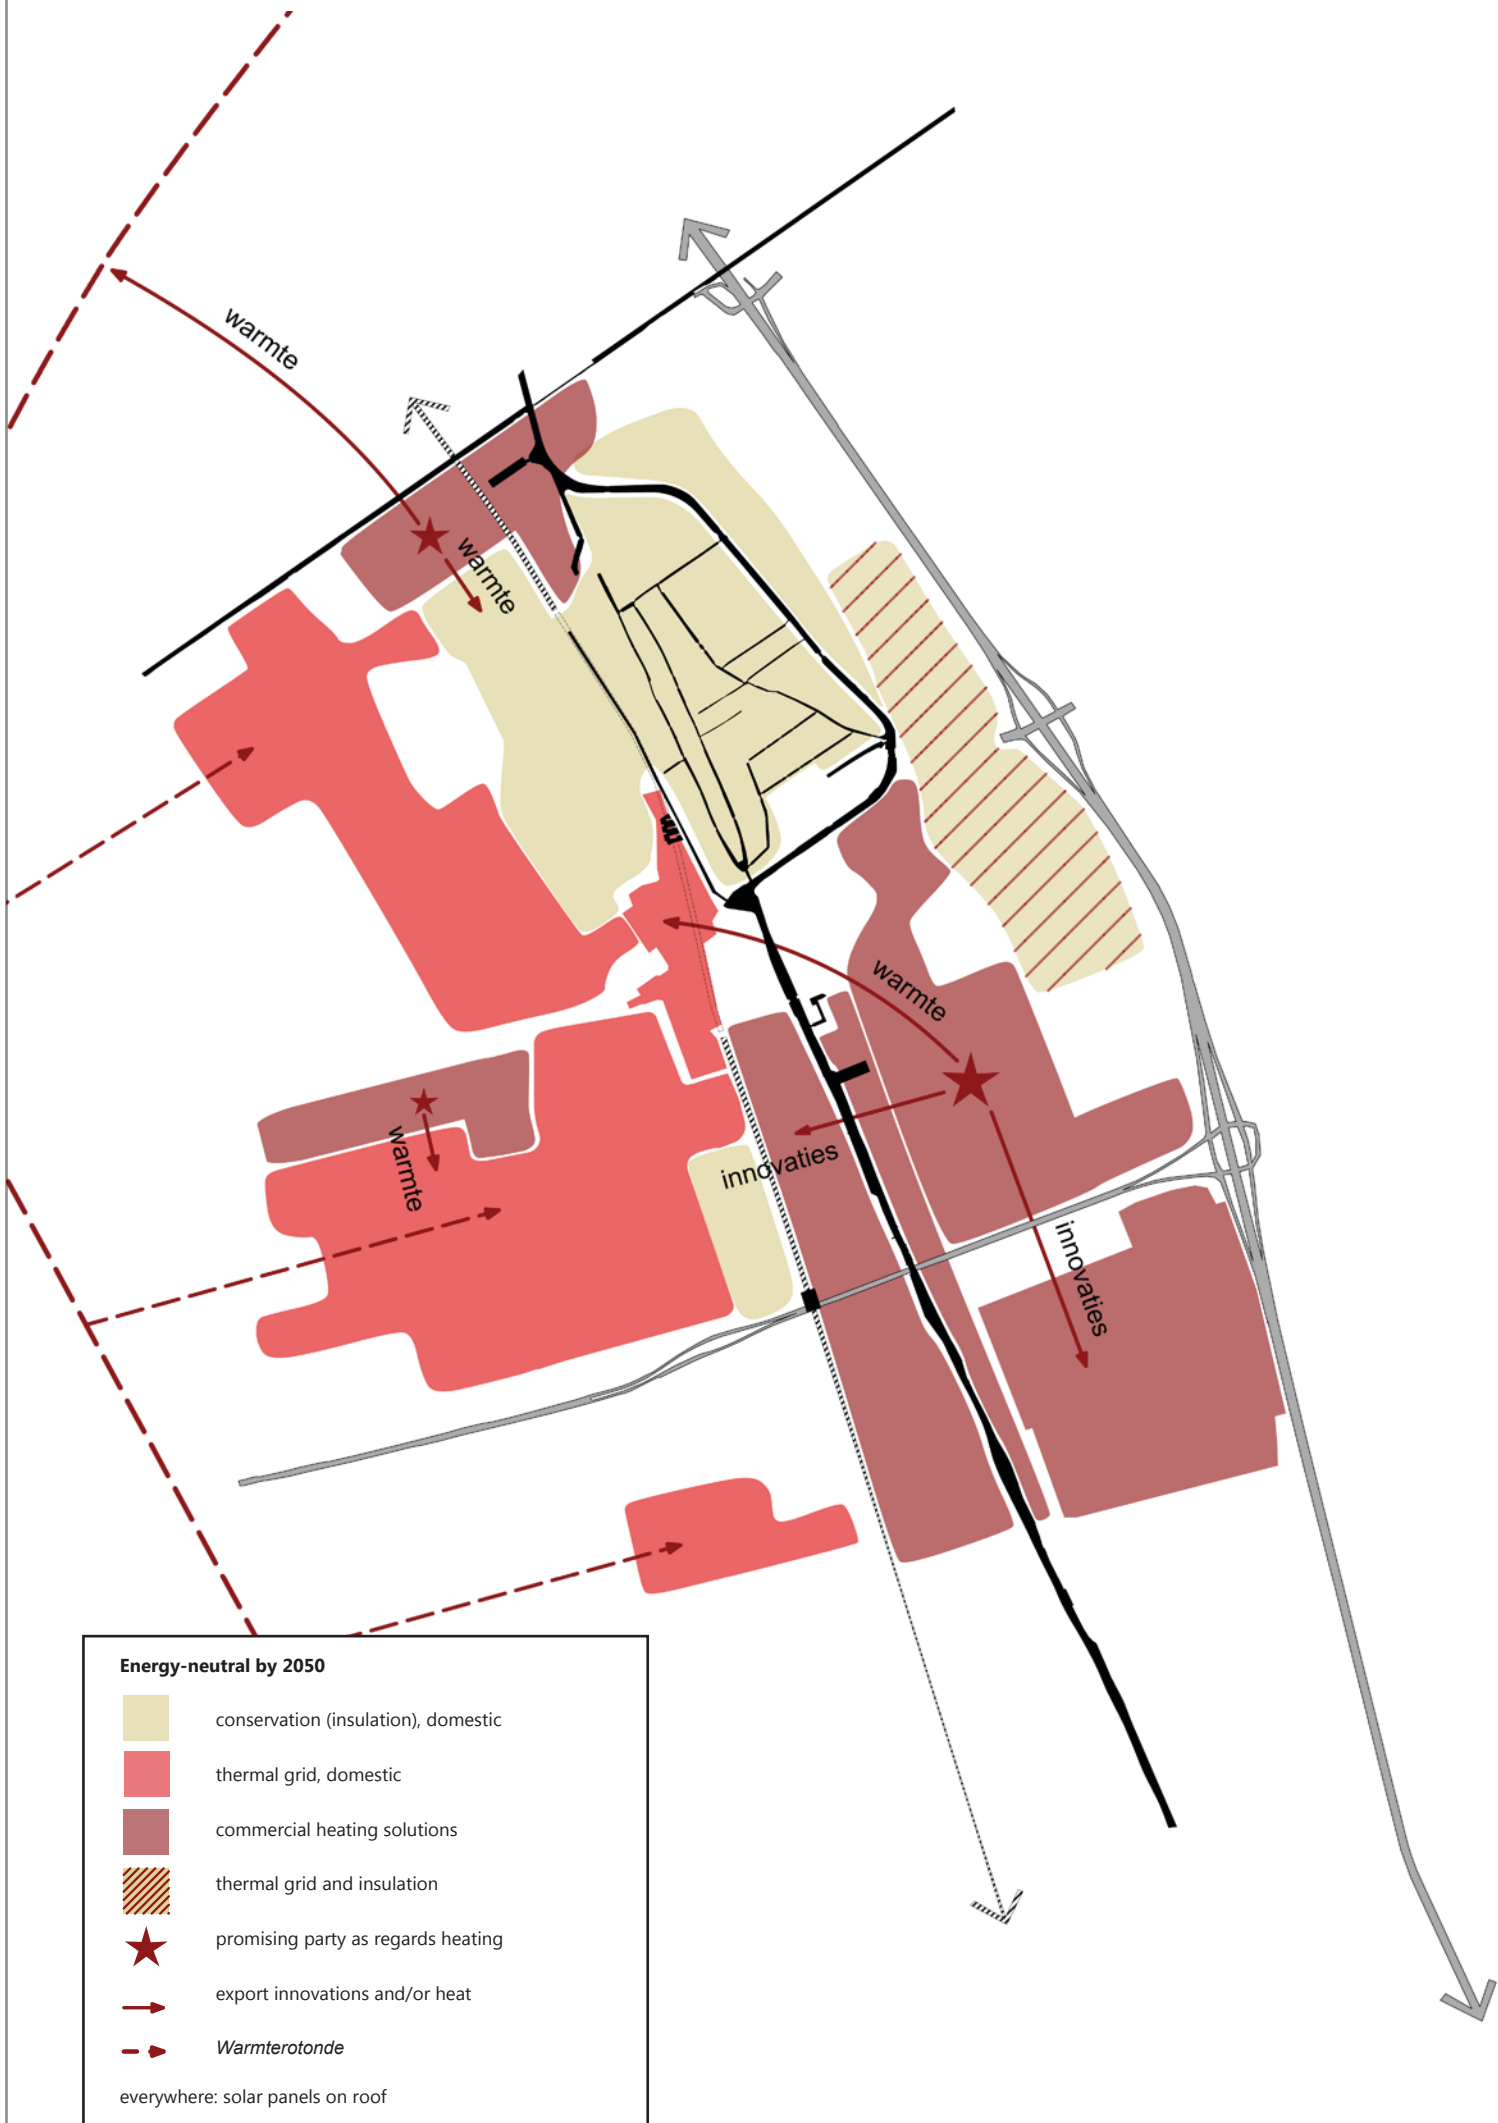 warmte
warmte
warmte
innovaties
innovaties
warmte
Energy-neutral by 2050
conservation (insulation), domestic
thermal grid, domestic
commercial heating solutions
thermal grid and insulation
promising party as regards heating
export innovations and/or heat
Warmterotonde
everywhere: solar panels on roof